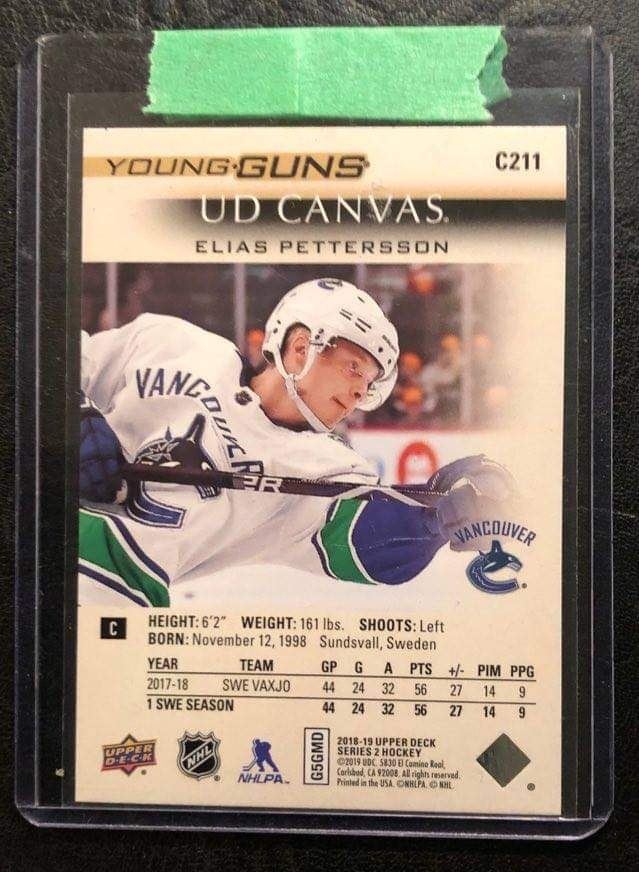 YOUNG·GUNS
C211
UD CANVAS
ELIAS PETTERSSON
VANCOUVER
2R
VANCOUVER
C
HEIGHT: 6'2" WEIGHT: 161 lbs. SHOOTS: Left
BORN: November 12, 1998 Sundsvall, Sweden
YEAR TEAM GP G A PTS +/- PIM PPG
2017-18 SWE VAXJO 44 24 32 56 27 14 9
1 SWE SEASON 44 24 32 56 27 14 9
UPPER DECK
NHL
NHLPA
G5GMD
2018-19 UPPER DECK
SERIES 2 HOCKEY
©2019 UDC. 5830 El Camino Real,
Carlsbad, CA 92008. All rights reserved.
Printed in the USA. ©NHLPA. © NHL.